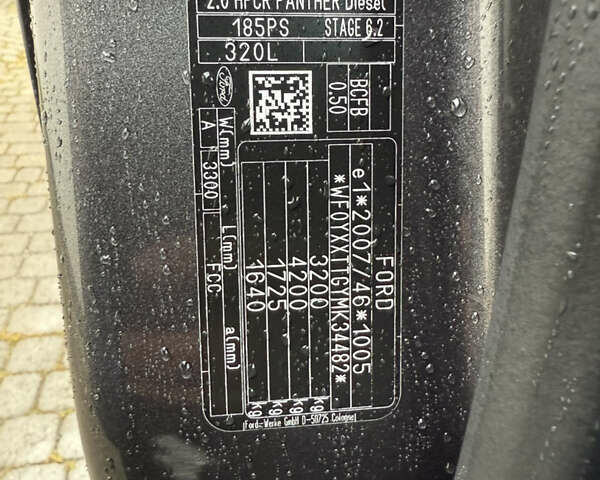 2.0 HPCR PANTHER Diesel
185PS STAGE 6.2
320L
Ford
BCFB
0.50
FORD
e1*2007/46*1005
*WF0YXXTTGYMK34482*
3200 kg
4200 kg
1725 kg
1640 kg
W(mm) L(mm) a(mm)
A 3300 FCC
Ford-Werke GmbH D-50725 Cologne